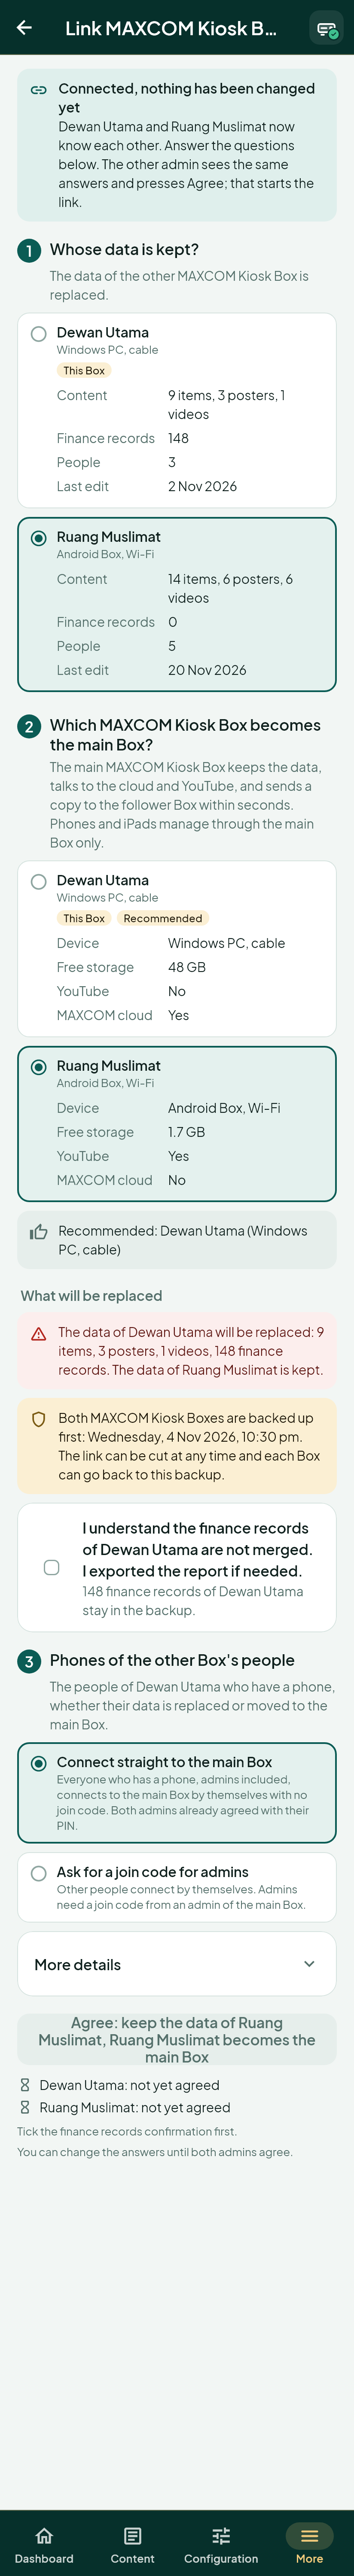 Link MAXCOM Kiosk B...
Connected, nothing has been changed
yet
Dewan Utama and Ruang Muslimat now
know each other. Answer the questions
below. The other admin sees the same
answers and presses Agree; that starts the
link.
1 Whose data is kept?
The data of the other MAXCOM Kiosk Box is
replaced.
Dewan Utama
Windows PC, cable
This Box
Content 9 items, 3 posters, 1
videos
Finance records 148
People 3
Last edit 2 Nov 2026
Ruang Muslimat
Android Box, Wi-Fi
Content 14 items, 6 posters, 6
videos
Finance records 0
People 5
Last edit 20 Nov 2026
2 Which MAXCOM Kiosk Box becomes
the main Box?
The main MAXCOM Kiosk Box keeps the data,
talks to the cloud and YouTube, and sends a
copy to the follower Box within seconds.
Phones and iPads manage through the main
Box only.
Dewan Utama
Windows PC, cable
This Box Recommended
Device Windows PC, cable
Free storage 48 GB
YouTube No
MAXCOM cloud Yes
Ruang Muslimat
Android Box, Wi-Fi
Device Android Box, Wi-Fi
Free storage 1.7 GB
YouTube Yes
MAXCOM cloud No
Recommended: Dewan Utama (Windows
PC, cable)
What will be replaced
The data of Dewan Utama will be replaced: 9
items, 3 posters, 1 videos, 148 finance
records. The data of Ruang Muslimat is kept.
Both MAXCOM Kiosk Boxes are backed up
first: Wednesday, 4 Nov 2026, 10:30 pm.
The link can be cut at any time and each Box
can go back to this backup.
I understand the finance records
of Dewan Utama are not merged.
I exported the report if needed.
148 finance records of Dewan Utama
stay in the backup.
3 Phones of the other Box's people
The people of Dewan Utama who have a phone,
whether their data is replaced or moved to the
main Box.
Connect straight to the main Box
Everyone who has a phone, admins included,
connects to the main Box by themselves with no
join code. Both admins already agreed with their
PIN.
Ask for a join code for admins
Other people connect by themselves. Admins
need a join code from an admin of the main Box.
More details
Agree: keep the data of Ruang
Muslimat, Ruang Muslimat becomes the
main Box
Dewan Utama: not yet agreed
Ruang Muslimat: not yet agreed
Tick the finance records confirmation first.
You can change the answers until both admins agree.
Dashboard Content Configuration More